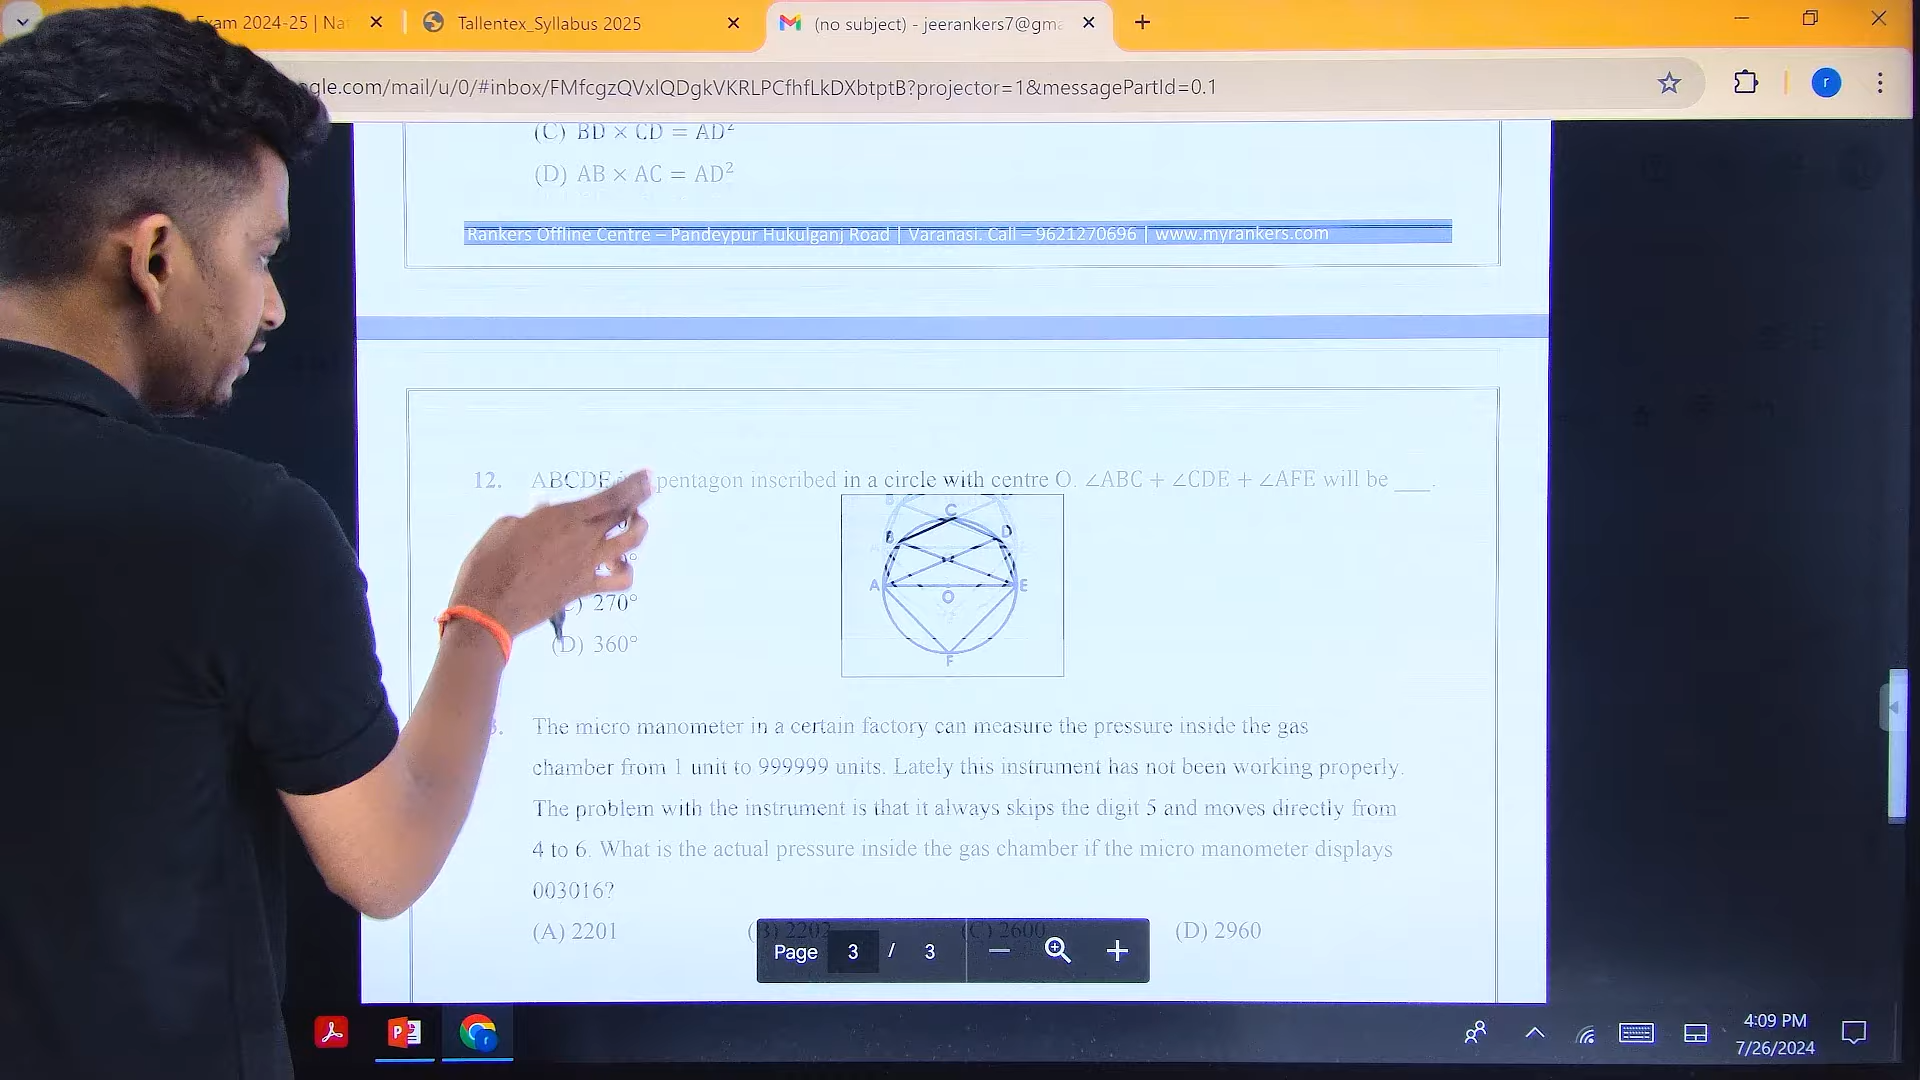 Exam 2024-25 | Nat
Tallentex_Syllabus 2025
(no subject) - jeerankers7@gma
gle.com/mail/u/0/#inbox/FMfcgzQVxlQDgkVKRLPCfhfLkDXbtptB?projector=1&messagePartId=0.1
r
(C) BD × CD = AD²
(D) AB × AC = AD²
Rankers Offline Centre – Pandeypur Hukulganj Road | Varanasi. Call – 9621270696 | www.myrankers.com
12. ABCDE pentagon inscribed in a circle with centre O. ∠ABC + ∠CDE + ∠AFE will be ___.
C) 270°
(D) 360°
C
B
D
A
E
O
F
3. The micro manometer in a certain factory can measure the pressure inside the gas
chamber from 1 unit to 999999 units. Lately this instrument has not been working properly.
The problem with the instrument is that it always skips the digit 5 and moves directly from
4 to 6. What is the actual pressure inside the gas chamber if the micro manometer displays
003016?
(A) 2201 (B) 2202 (C) 2600 (D) 2960
Page 3 / 3
4:09 PM
7/26/2024